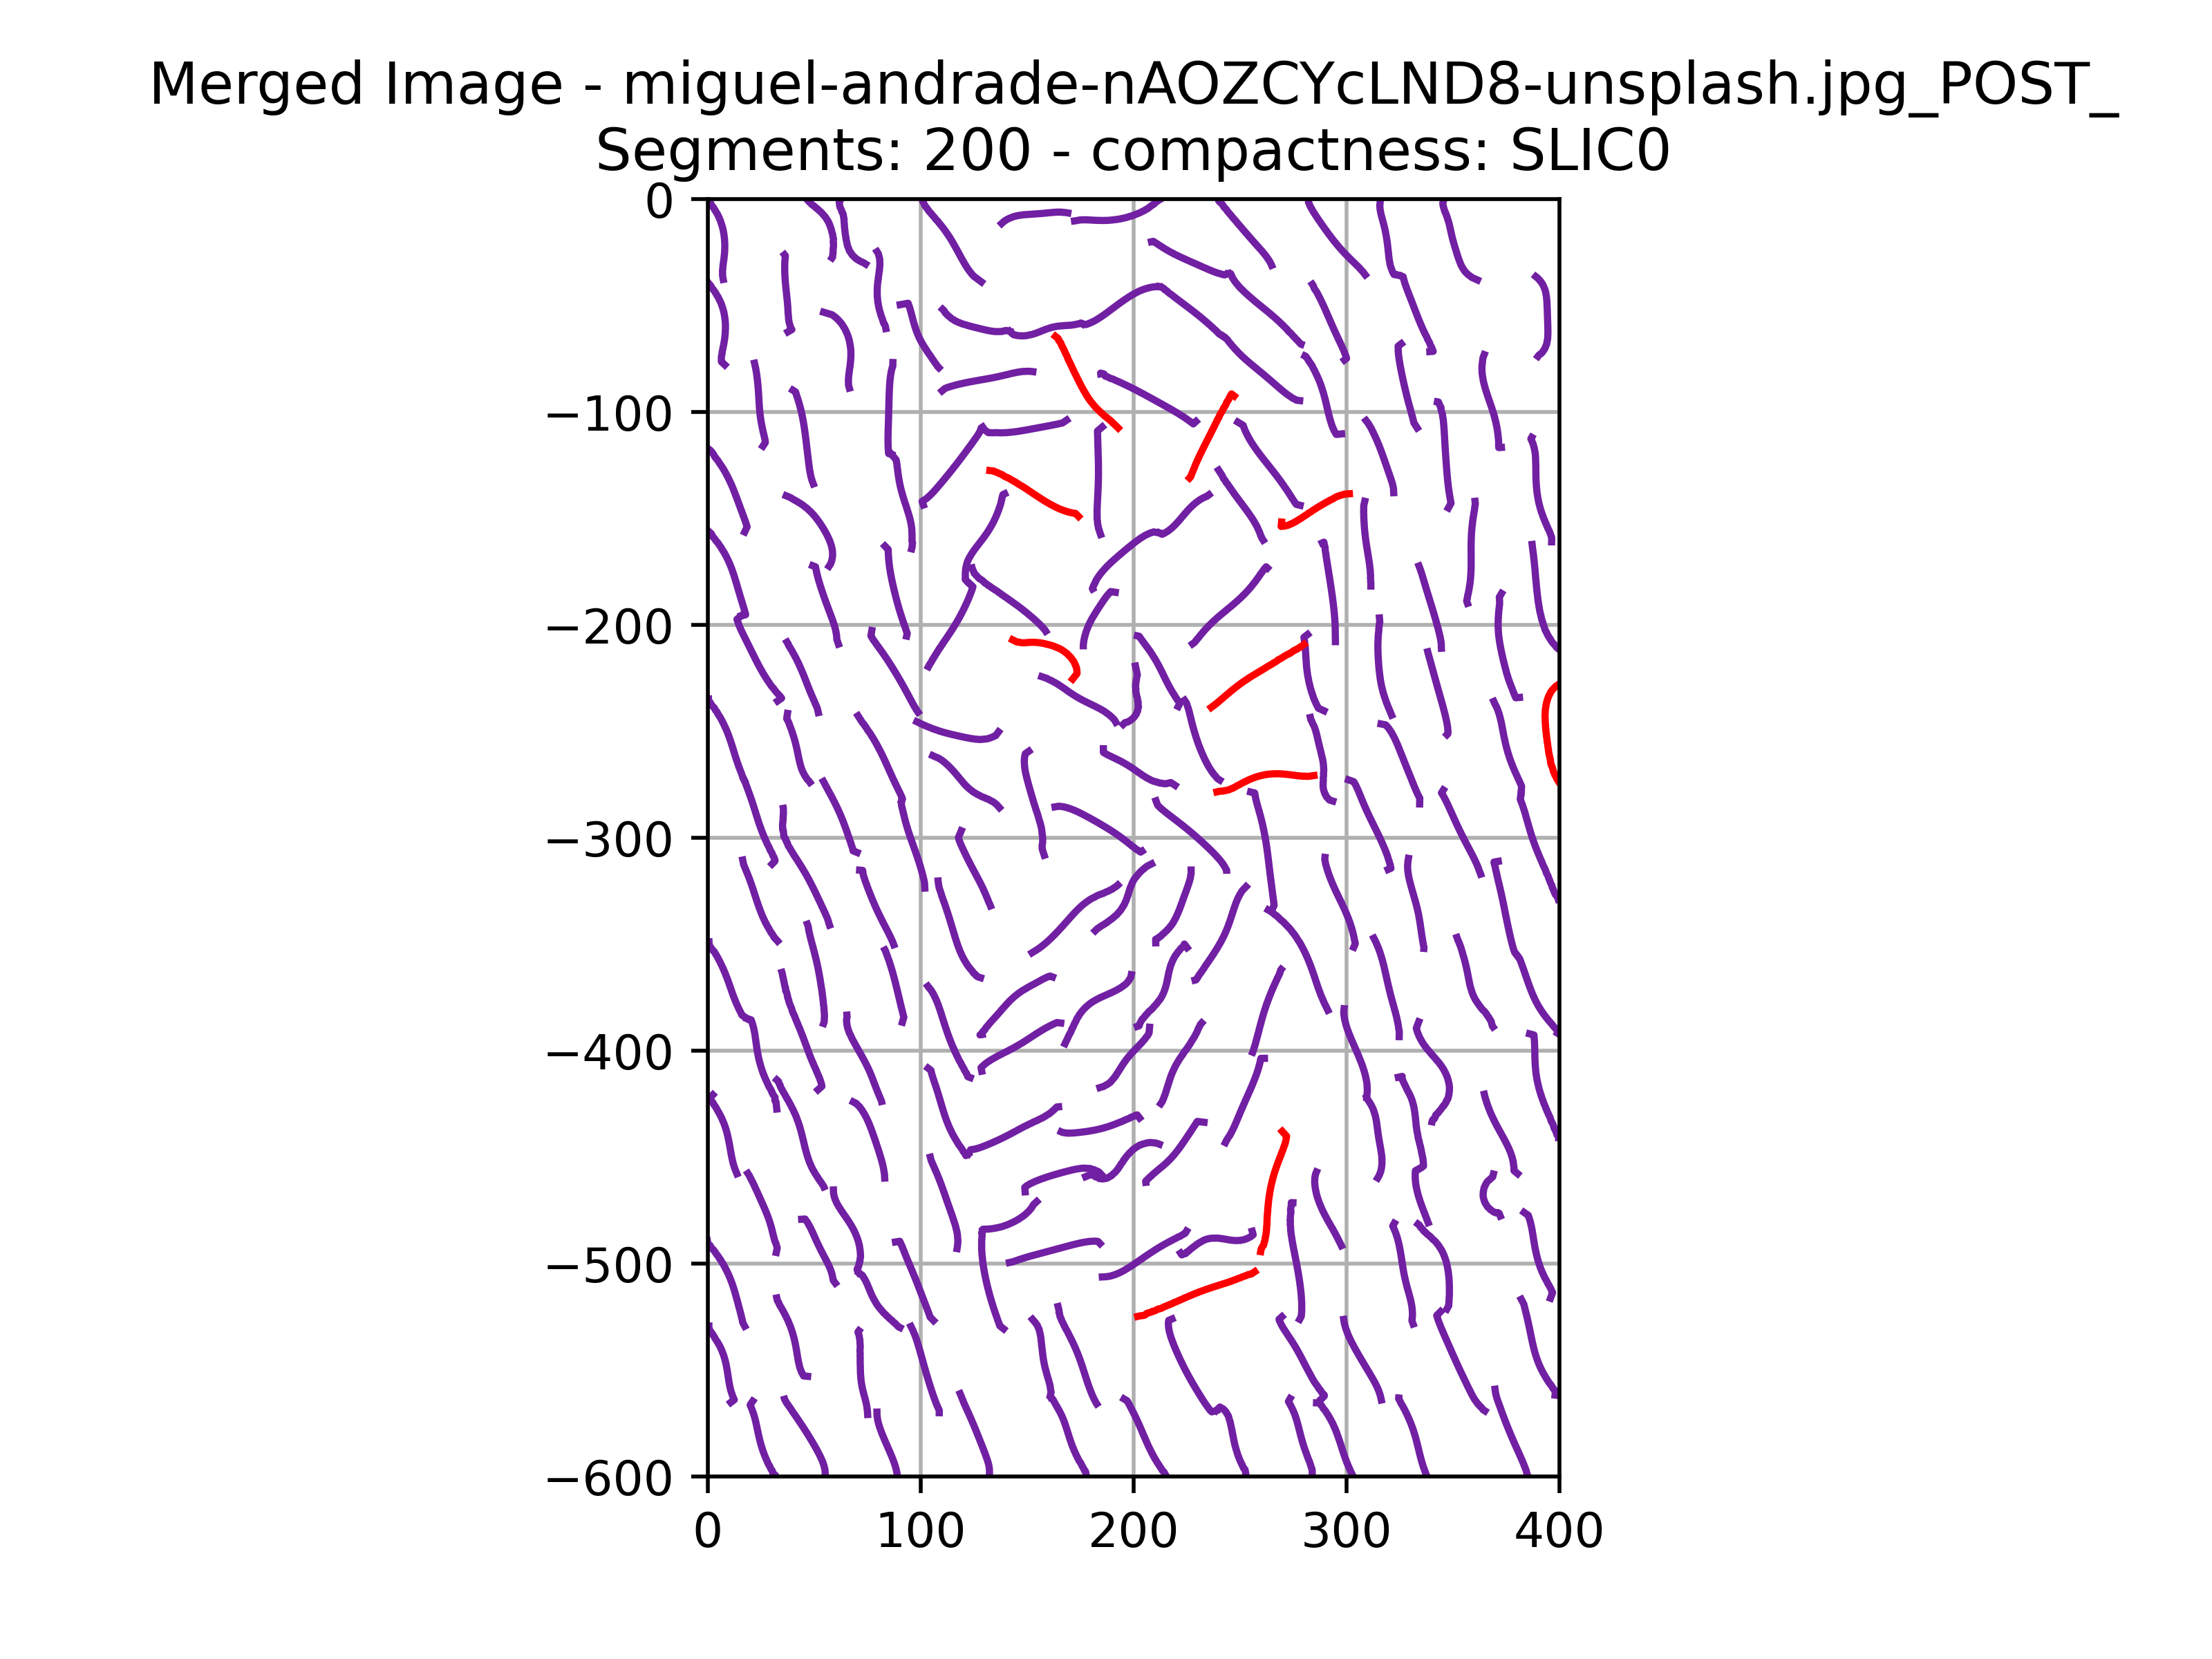 Merged Image - miguel-andrade-nAOZCYcLND8-unsplash.jpg_POST_
Segments: 200 - compactness: SLIC0
0
−100
−200
−300
−400
−500
−600
0 100 200 300 400